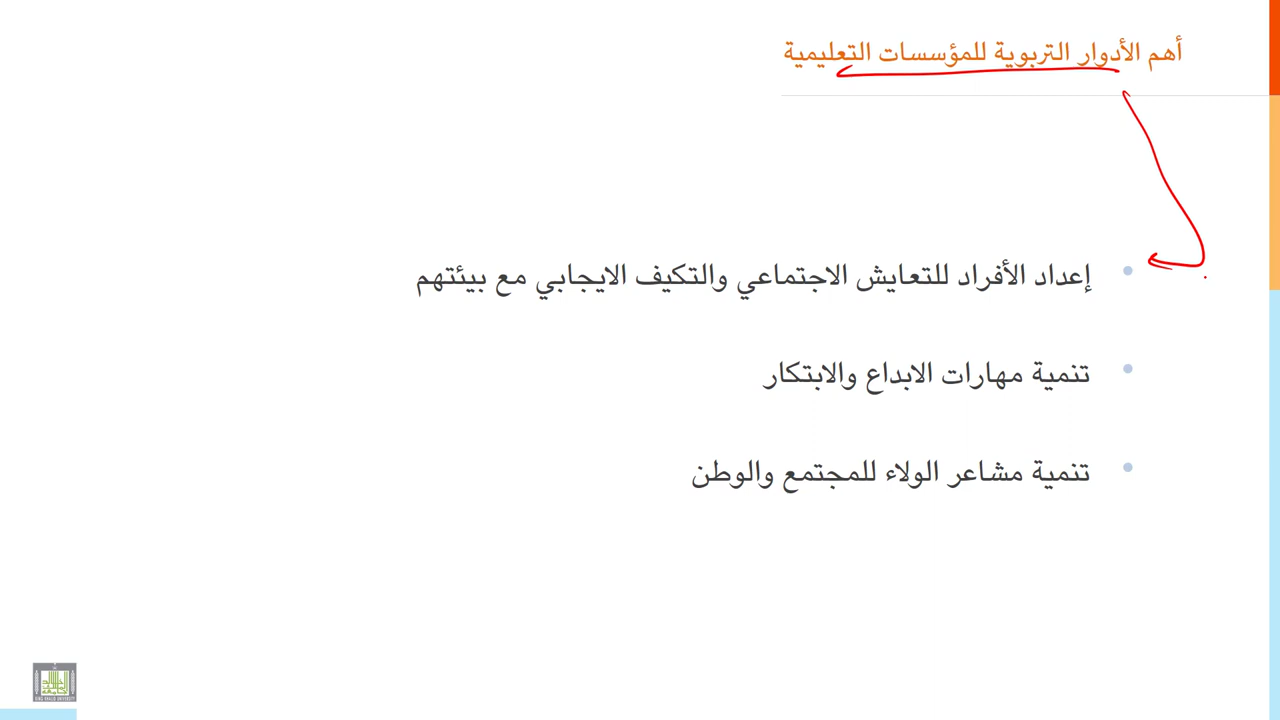 أهم الأدوار التربوية للمؤسسات التعليمية
إعداد الأفراد للتعايش الاجتماعي والتكيف الايجابي مع بيئتهم
تنمية مهارات الابداع والابتكار
تنمية مشاعر الولاء للمجتمع والوطن